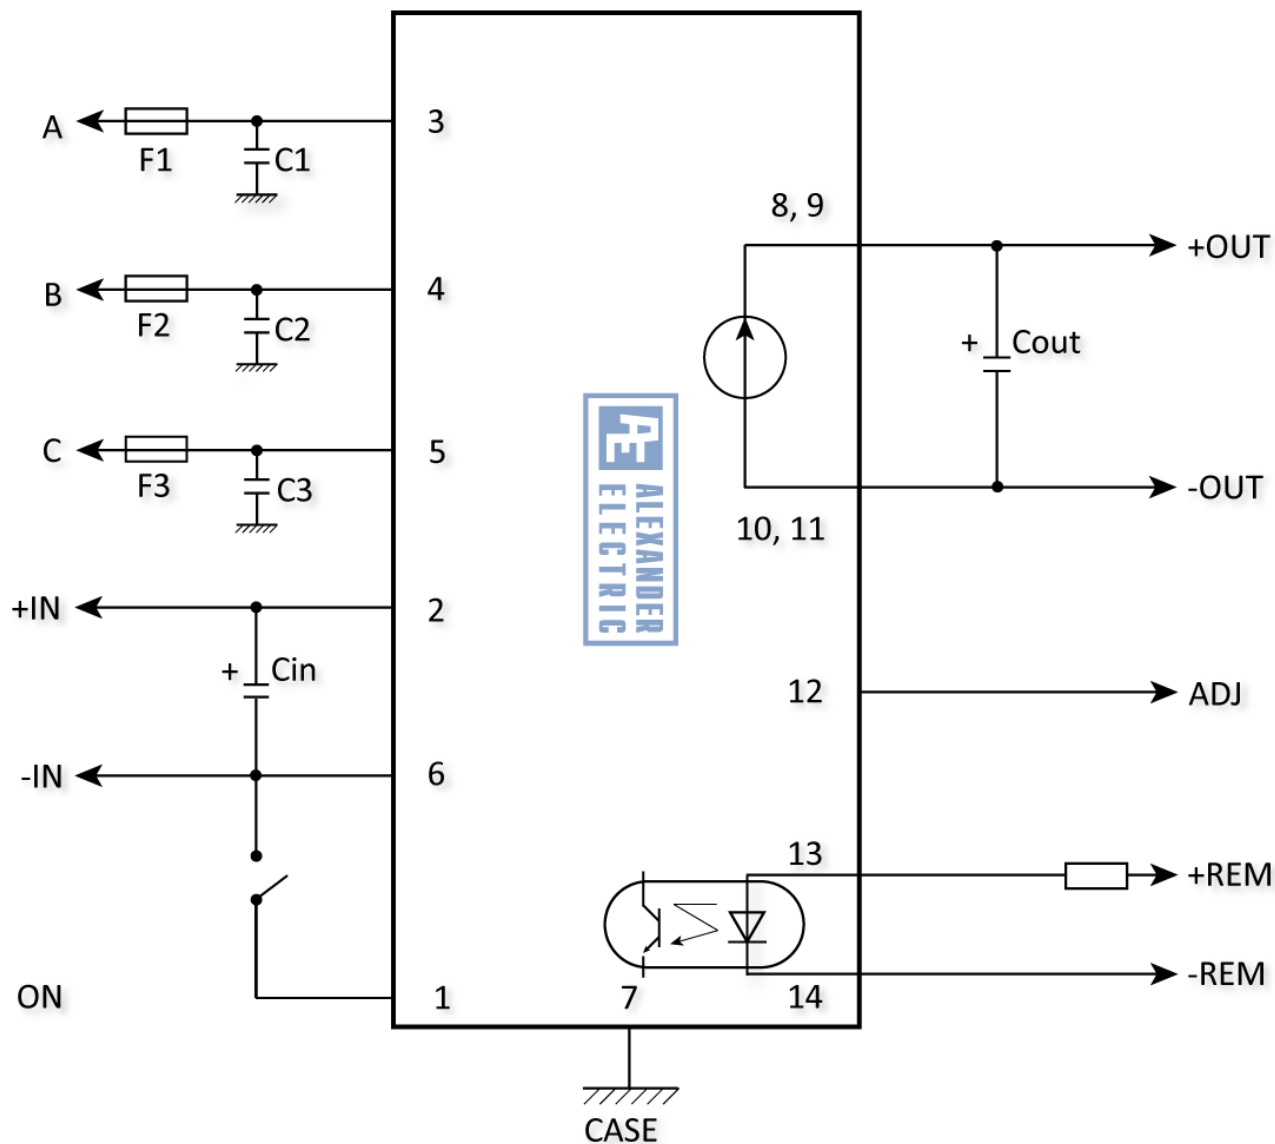 A
F1
C1
3
8, 9
+OUT
B
F2
C2
4
+ Cout
C
F3
C3
5
-OUT
10, 11
AE
ALEXANDER
ELECTRIC
+IN
2
+ Cin
12
ADJ
-IN
6
13
+REM
-REM
ON
1
7
14
CASE